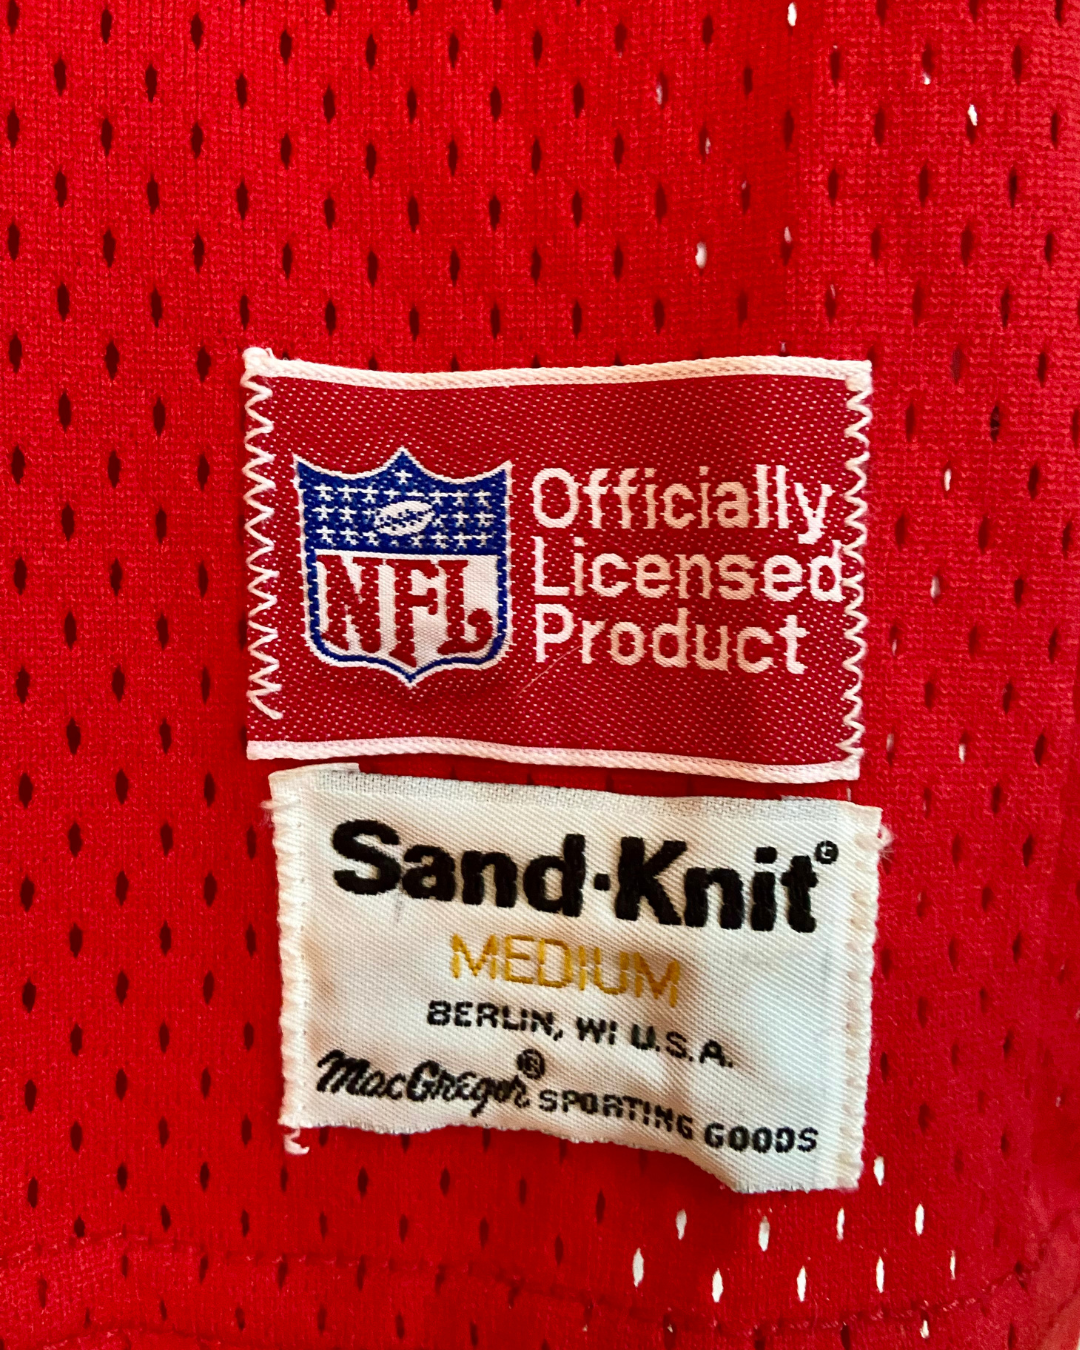 NFL
Officially
Licensed
Product
Sand·Knit®
MEDIUM
BERLIN, WI U.S.A.
MacGregor® SPORTING GOODS